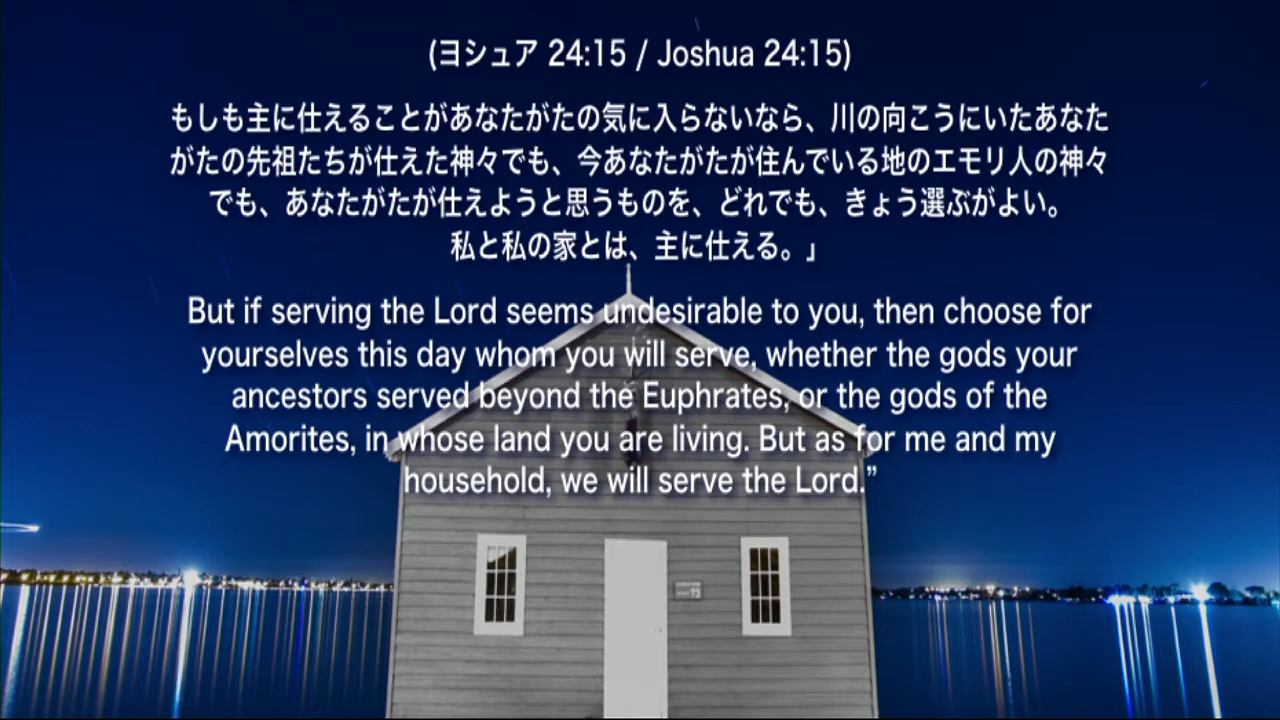 (ヨシュア 24:15 / Joshua 24:15)
もしも主に仕えることがあなたがたの気に入らないなら、川の向こうにいたあなた
がたの先祖たちが仕えた神々でも、今あなたがたが住んでいる地のエモリ人の神々
でも、あなたがたが仕えようと思うものを、どれでも、きょう選ぶがよい。
私と私の家とは、主に仕える。」
But if serving the Lord seems undesirable to you, then choose for
yourselves this day whom you will serve, whether the gods your
ancestors served beyond the Euphrates, or the gods of the
Amorites, in whose land you are living. But as for me and my
household, we will serve the Lord.”